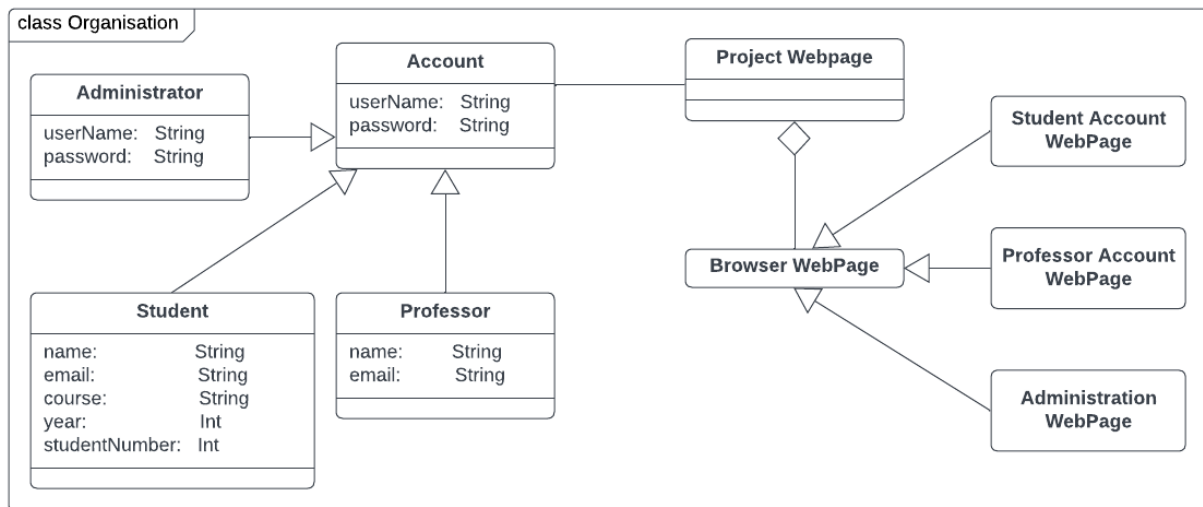 class Organisation
Administrator
userName: String
password: String
Account
userName: String
password: String
Project Webpage
Student Account
WebPage
Browser WebPage
Professor Account
WebPage
Student
name: String
email: String
course: String
year: Int
studentNumber: Int
Professor
name: String
email: String
Administration
WebPage